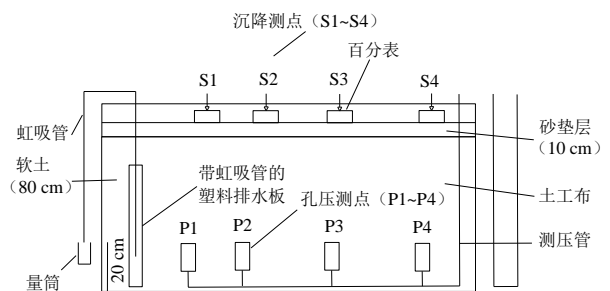 沉降测点（S1~S4）
百分表
S1
S2
S3
S4
虹吸管
砂垫层
（10 cm）
软土
（80 cm）
带虹吸管的
塑料排水板
孔压测点（P1~P4）
土工布
P1
P2
P3
P4
测压管
20 cm
量筒